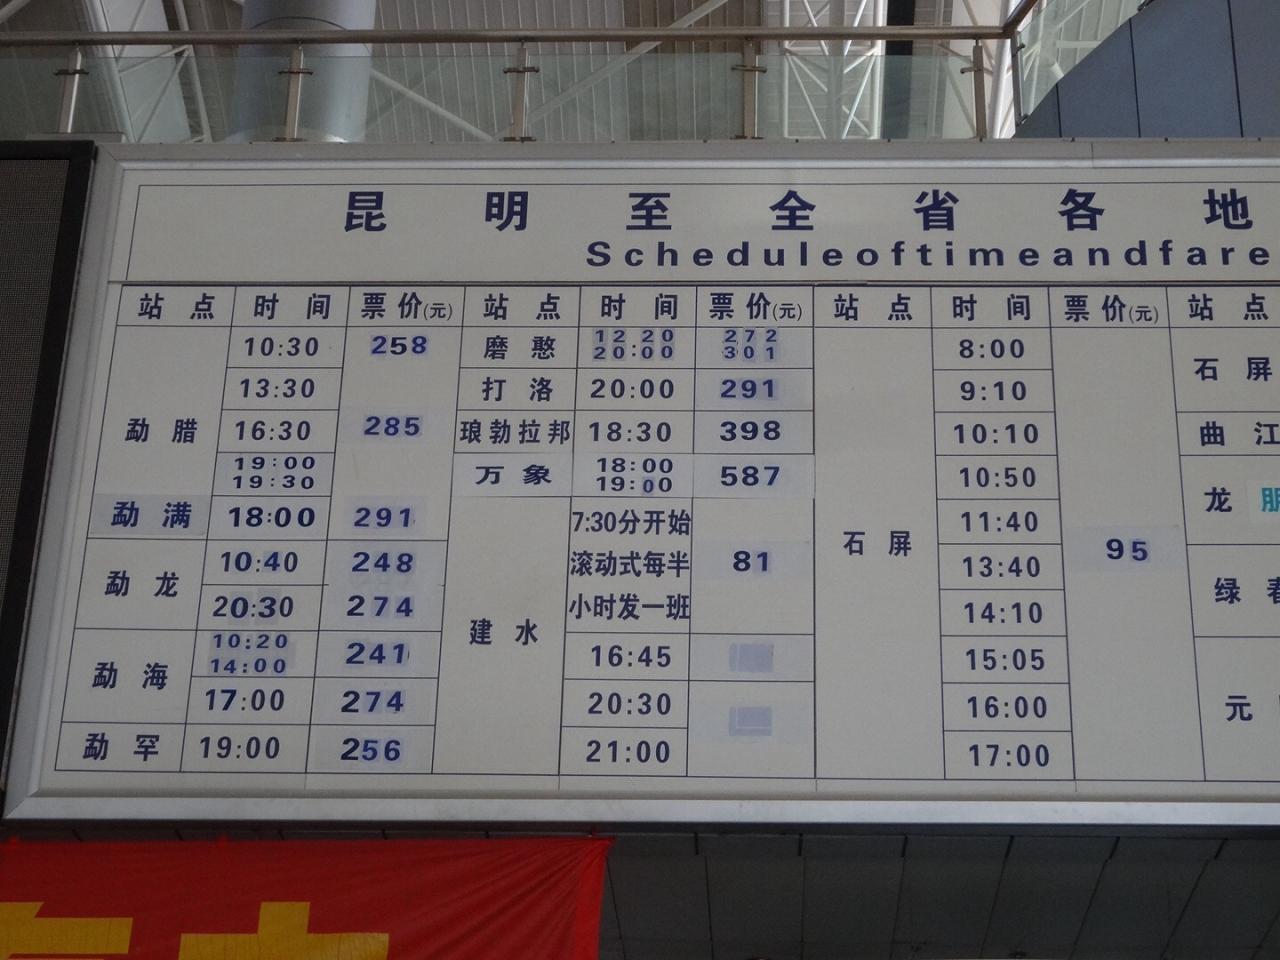 昆明至全省各地
Scheduleoftimeandfare
站点 时间 票价(元) 站点 时间 票价(元) 站点 时间 票价(元) 站点
勐腊 10:30 258
13:30
16:30 285
19:00
19:30
勐满 18:00 291
勐龙 10:40 248
20:30 274
勐海 10:20 241
14:00
17:00 274
勐罕 19:00 256
磨憨 12:20 272
20:00 301
打洛 20:00 291
琅勃拉邦 18:30 398
万象 18:00 587
19:00
建水 7:30分开始 81
滚动式每半
小时发一班
16:45
20:30
21:00
石屏 8:00 95
9:10
10:10
10:50
11:40
13:40
14:10
15:05
16:00
17:00
石屏
曲江
龙朋
绿春
元